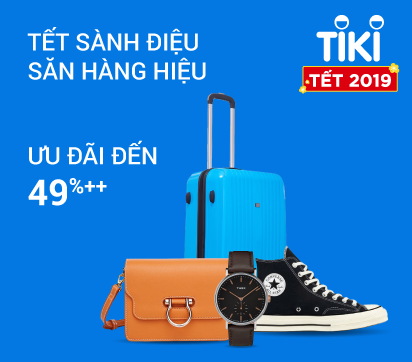 TẾT SÀNH ĐIỆU
SĂN HÀNG HIỆU
TIKI
TẾT 2019
ƯU ĐÃI ĐẾN
49%++